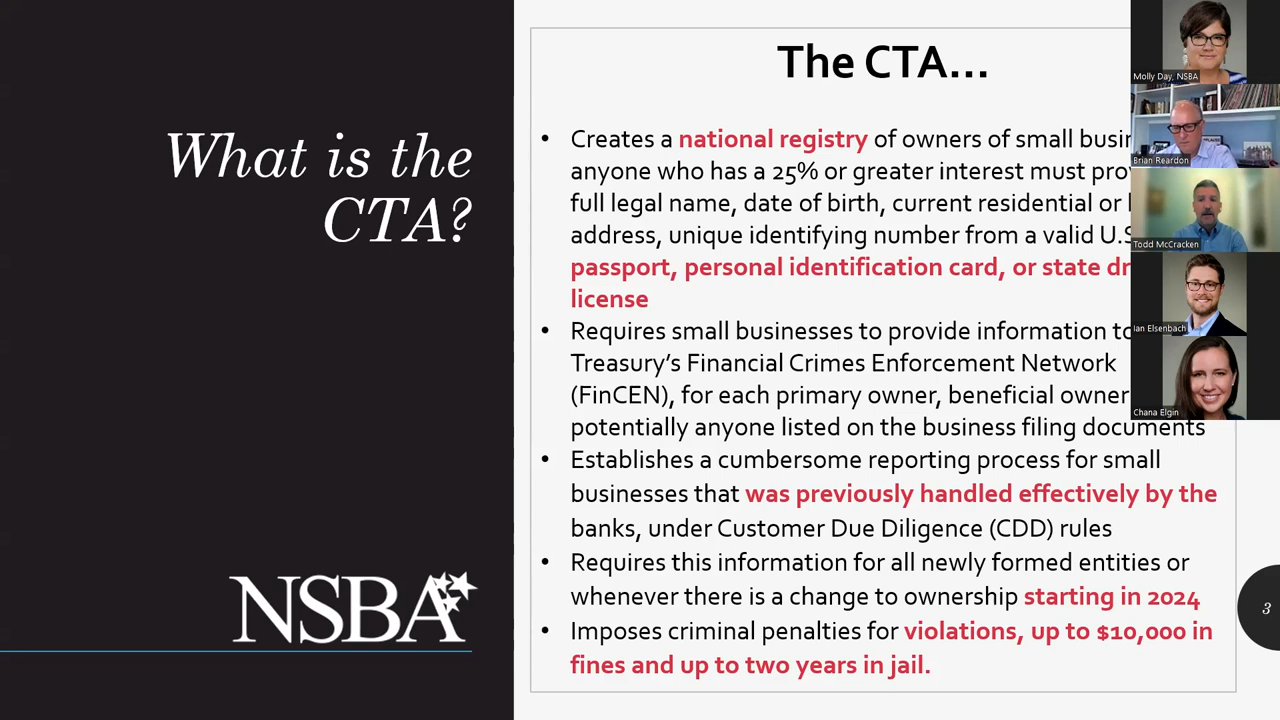 What is the
CTA?
NSBA
The CTA...
• Creates a national registry of owners of small
anyone who has a 25% or greater interest must
full legal name, date of birth, current residential or
address, unique identifying number from a valid
passport, personal identification card, or state
license
• Requires small businesses to provide information to
Treasury's Financial Crimes Enforcement Network
(FinCEN), for each primary owner, beneficial owner
potentially anyone listed on the business filing documents
• Establishes a cumbersome reporting process for small
businesses that was previously handled effectively by the
banks, under Customer Due Diligence (CDD) rules
• Requires this information for all newly formed entities or
whenever there is a change to ownership starting in 2024
• Imposes criminal penalties for violations, up to $10,000 in
fines and up to two years in jail.
3
Molly Day, NSBA
Brian Reardon
Todd McCracken
Ian Elsenbach
Chana Elgin